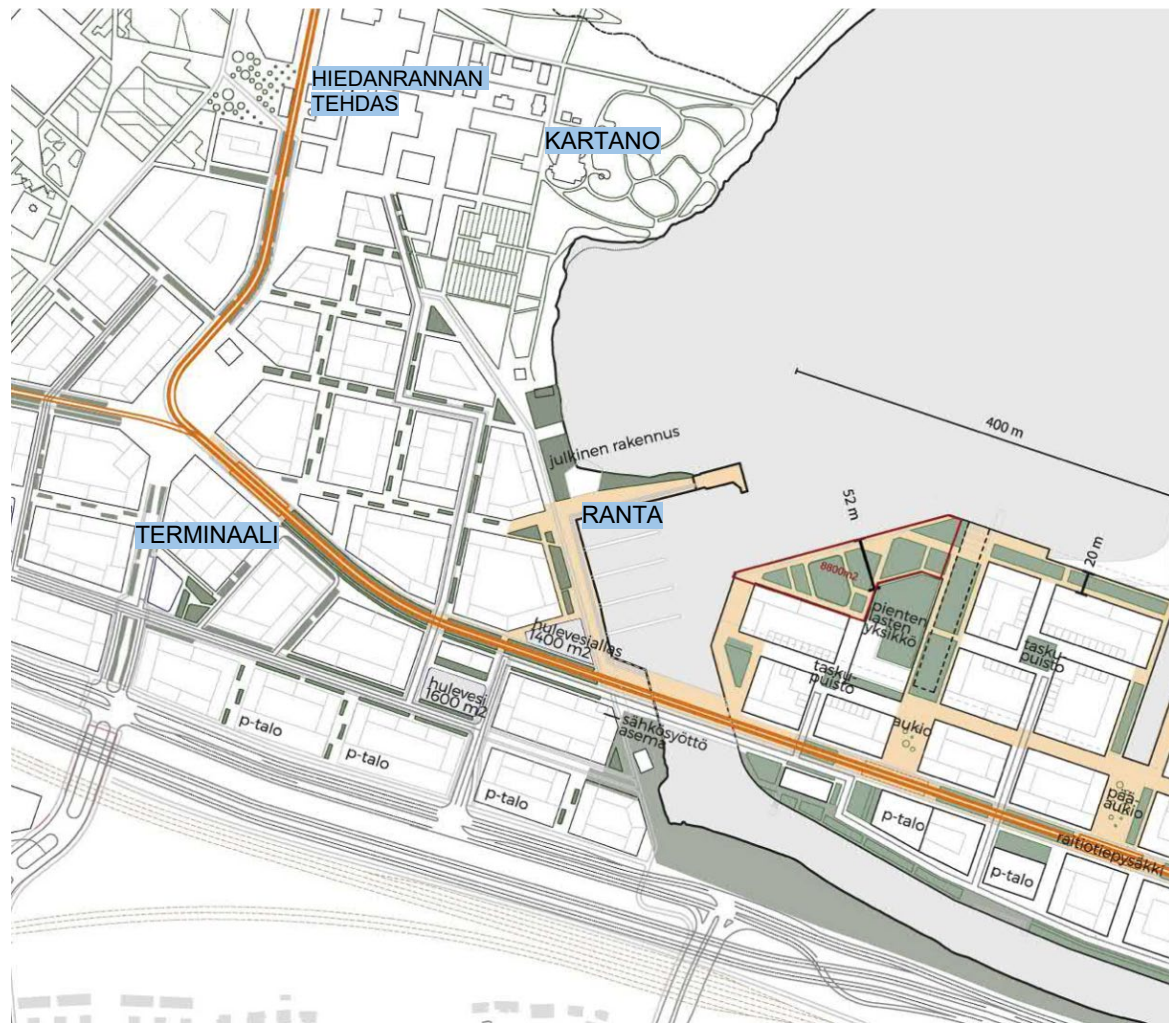 HIEDANRANNAN
TEHDAS
KARTANO
400 m
julkinen rakennus
RANTA
52 m
20 m
TERMINAALI
8800m2
pienten
lasten
yksikkö
hulevesiallas
1400 m2
tasku-
puisto
tasku
puisto
hulevesi
1600 m2
sähkösyöttö
asema
aukio
pää-
aukio
p-talo
p-talo
p-talo
p-talo
p-talo
raitiotiepysäkki